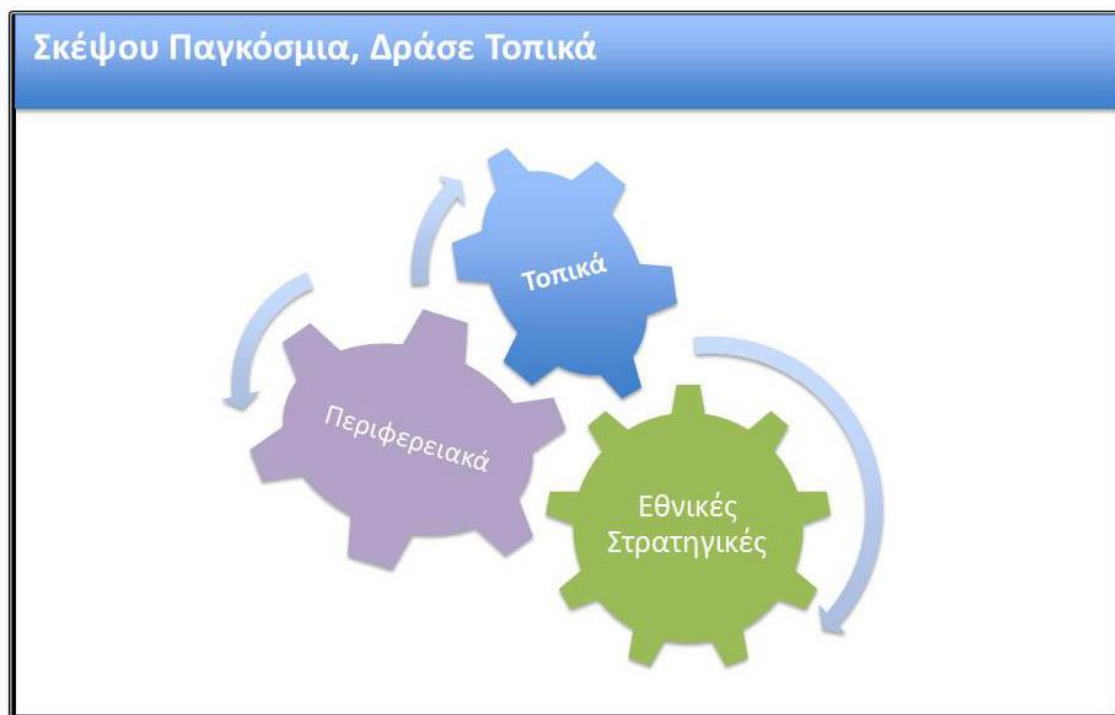 Σκέψου Παγκόσμια, Δράσε Τοπικά
Τοπικά
Περιφερειακά
Εθνικές
Στρατηγικές